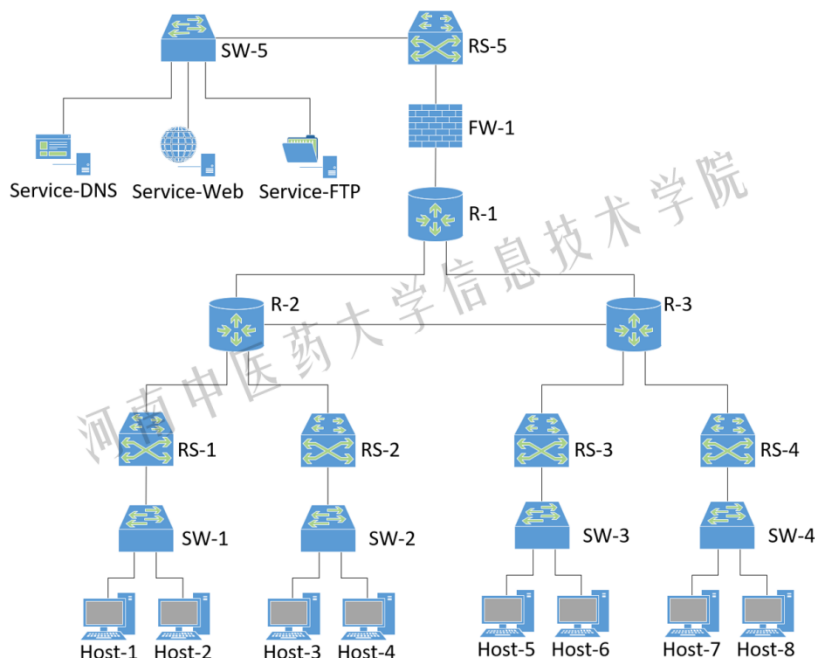 SW-5
RS-5
FW-1
Service-DNS
Service-Web
Service-FTP
R-1
R-2
R-3
河南中医药大学信息技术学院
RS-1
RS-2
RS-3
RS-4
SW-1
SW-2
SW-3
SW-4
Host-1
Host-2
Host-3
Host-4
Host-5
Host-6
Host-7
Host-8